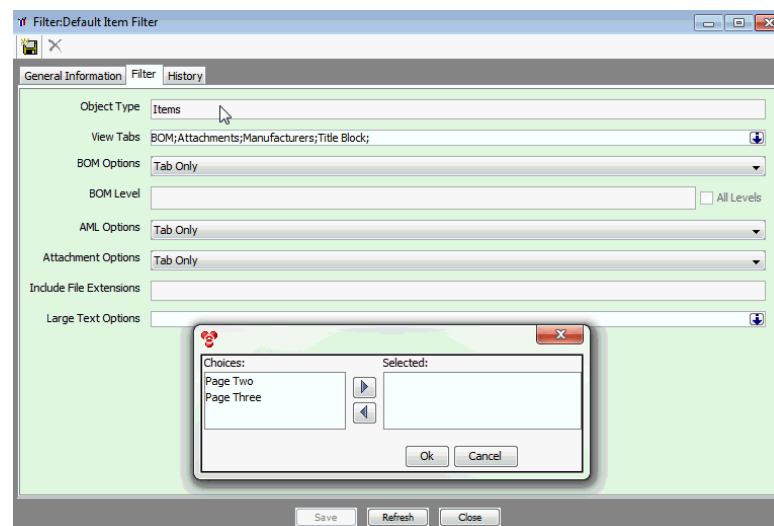 Filter:Default Item Filter
General Information Filter History
Object Type Items
View Tabs BOM;Attachments;Manufacturers;Title Block;
BOM Options Tab Only
BOM Level All Levels
AML Options Tab Only
Attachment Options Tab Only
Include File Extensions
Large Text Options
Choices: Selected:
Page Two
Page Three
Ok Cancel
Save Refresh Close